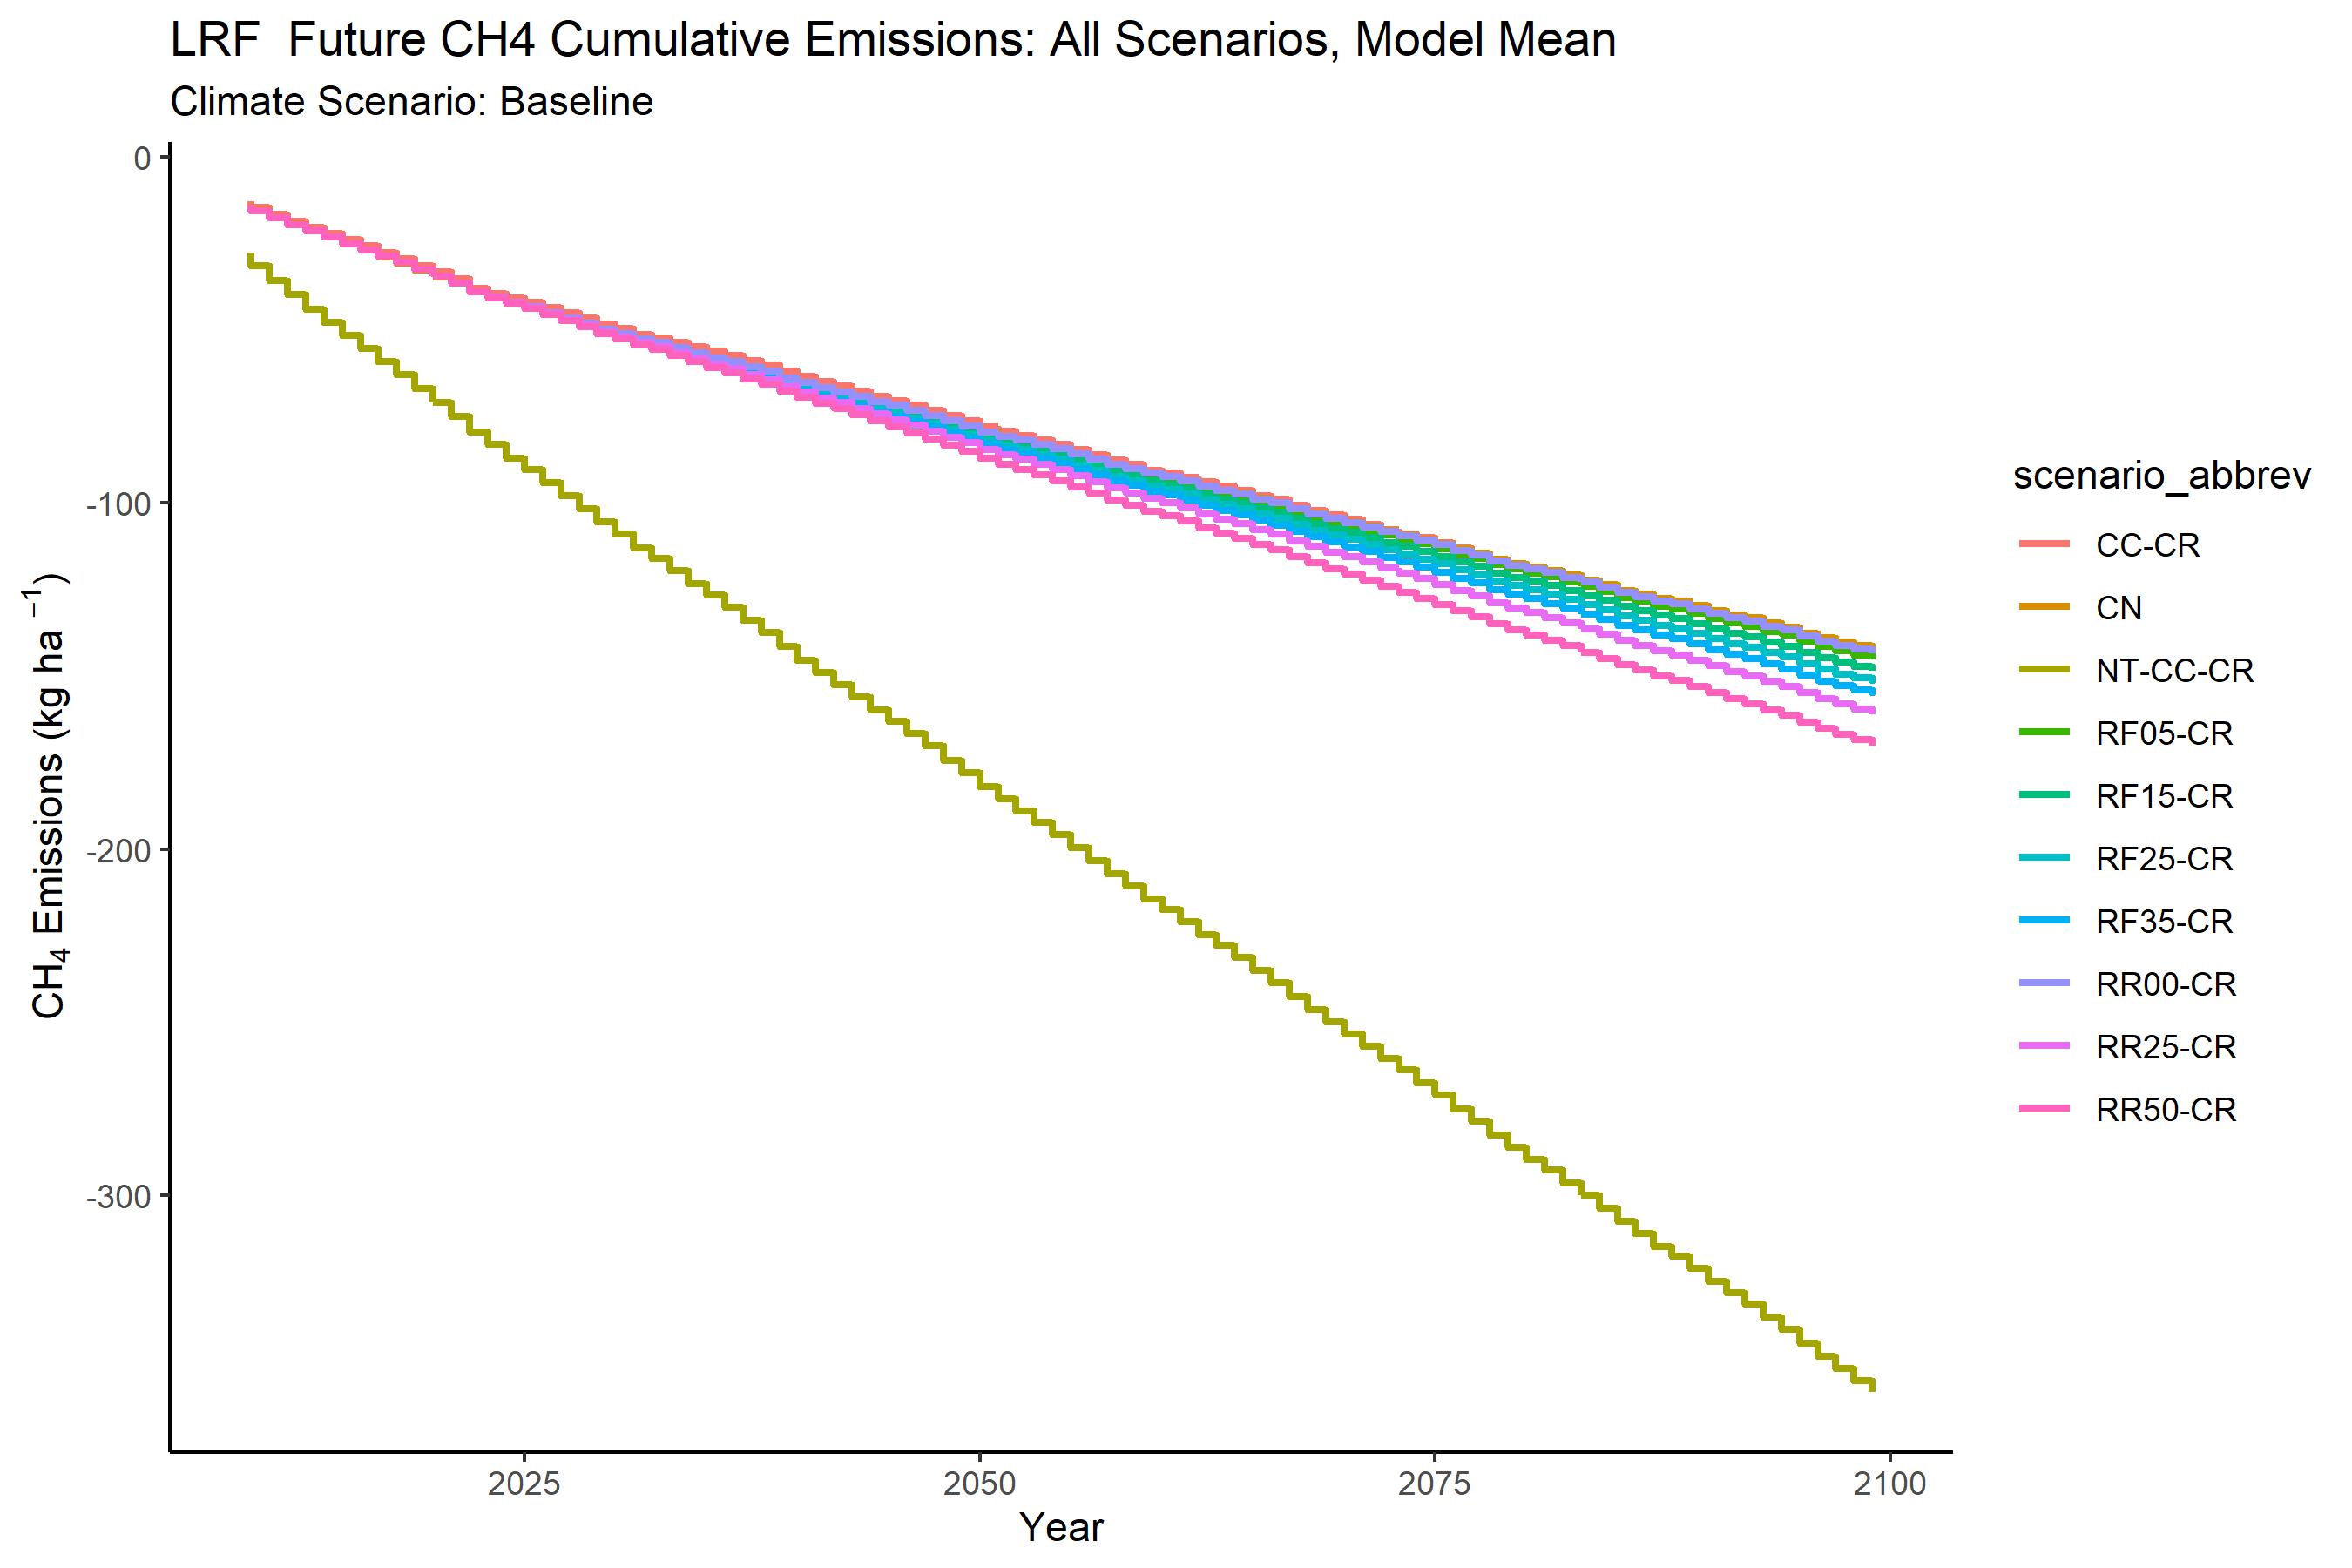 LRF  Future CH4 Cumulative Emissions: All Scenarios, Model Mean
Climate Scenario: Baseline
0
-100
-200
-300
CH₄ Emissions (kg ha ⁻¹)
2025
2050
2075
2100
Year
scenario_abbrev
CC-CR
CN
NT-CC-CR
RF05-CR
RF15-CR
RF25-CR
RF35-CR
RR00-CR
RR25-CR
RR50-CR